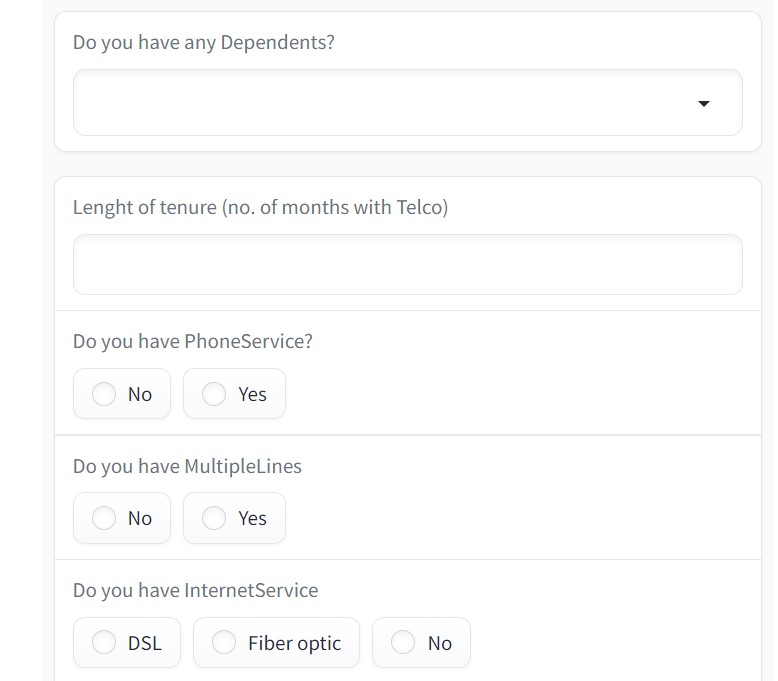 Do you have any Dependents?
Lenght of tenure (no. of months with Telco)
Do you have PhoneService?
No Yes
Do you have MultipleLines
No Yes
Do you have InternetService
DSL Fiber optic No